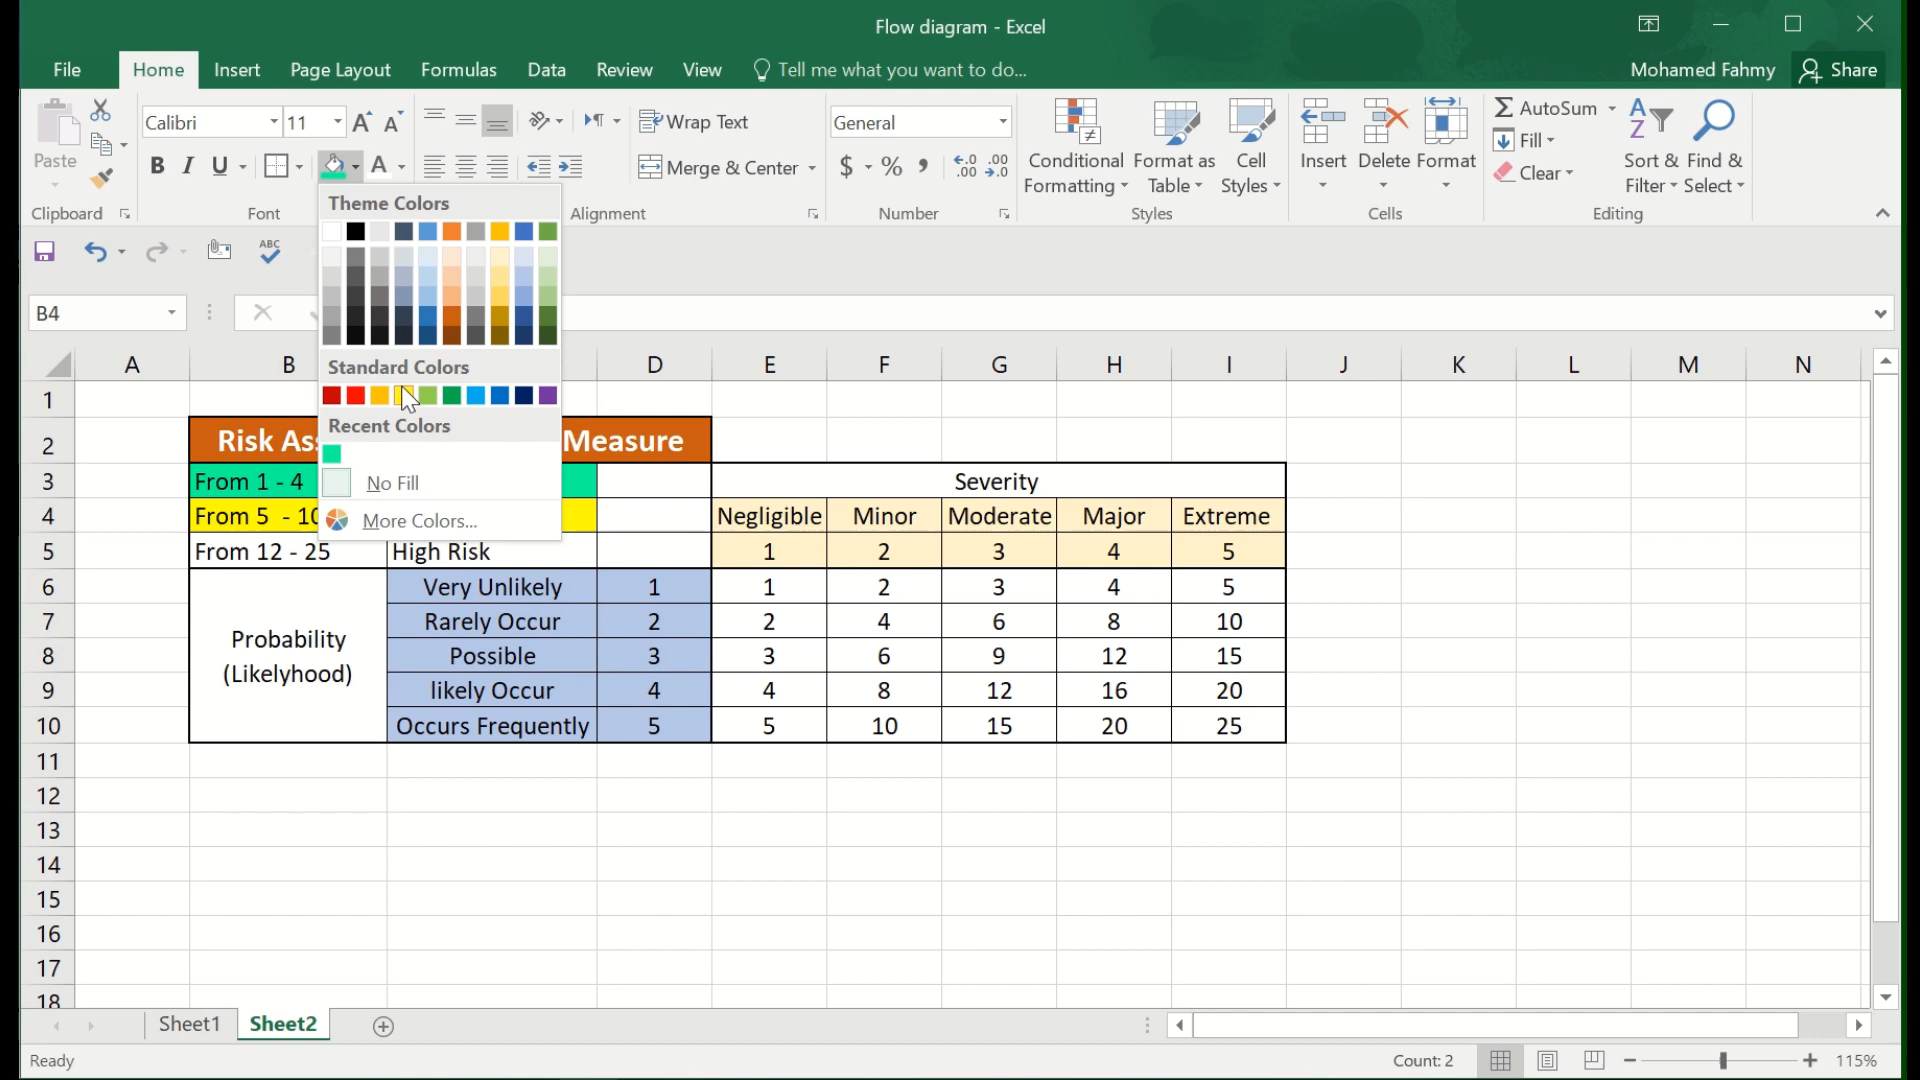 Flow diagram - Excel
File Home Insert Page Layout Formulas Data Review View Tell me what you want to do... Mohamed Fahmy Share
Calibri 11 Wrap Text General AutoSum
Paste B I U A Merge & Center $ % Conditional Formatting Format as Table Cell Styles Insert Delete Format Fill Sort & Filter Find & Select
Clear
Clipboard Font Alignment Number Styles Cells Editing
Theme Colors
ABC
B4
Standard Colors
A B D E F G H I J K L M N
1
Recent Colors
2 Risk As Measure
3 From 1 - 4 No Fill Severity
4 From 5 - 10 More Colors... Negligible Minor Moderate Major Extreme
5 From 12 - 25 High Risk 1 2 3 4 5
6 Very Unlikely 1 1 2 3 4 5
7 Rarely Occur 2 2 4 6 8 10
Probability
(Likelyhood)
8 Possible 3 3 6 9 12 15
9 likely Occur 4 4 8 12 16 20
10 Occurs Frequently 5 5 10 15 20 25
11
12
13
14
15
16
17
18
Sheet1 Sheet2
Ready Count: 2 115%